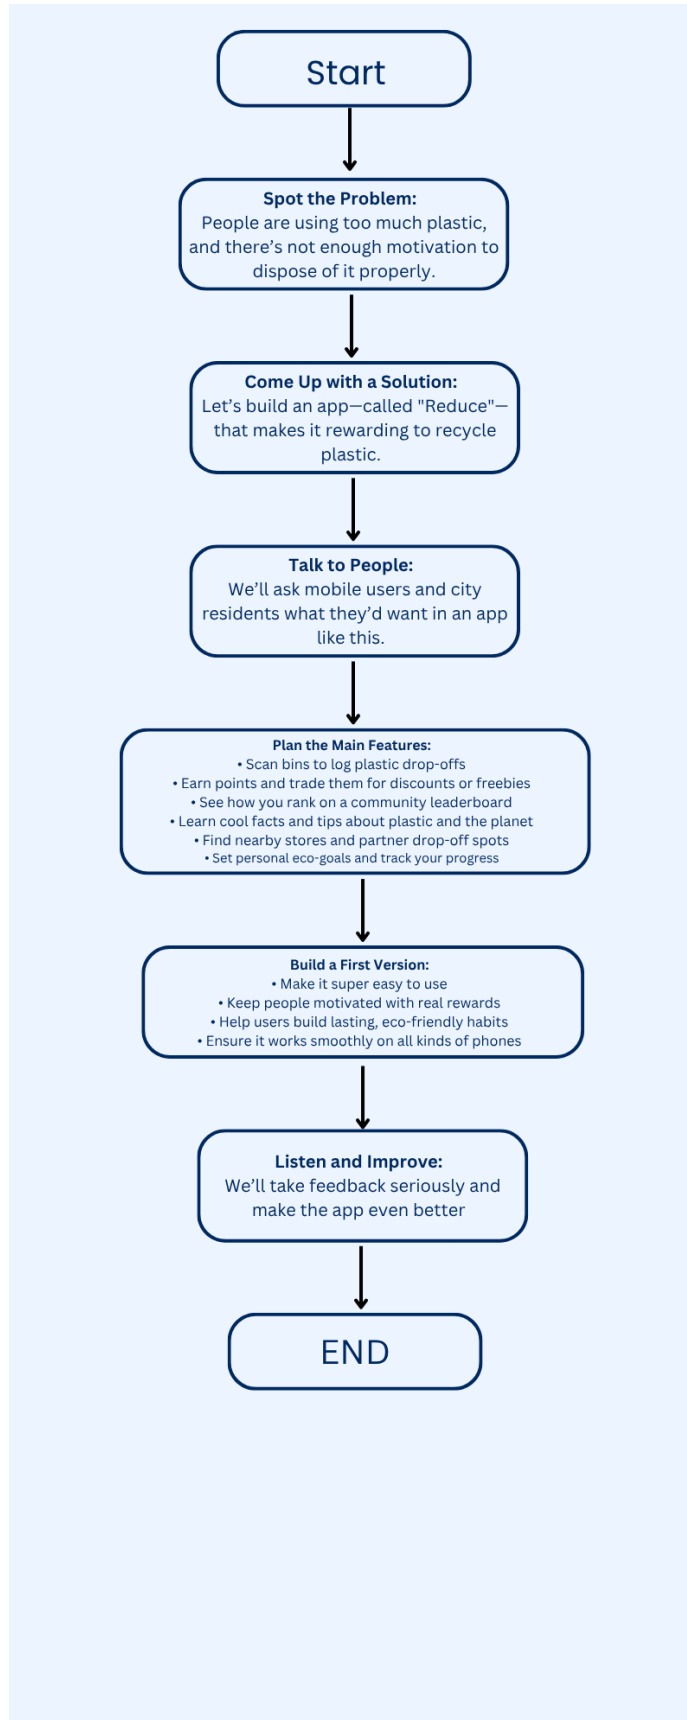 Start
Spot the Problem:
People are using too much plastic,
and there’s not enough motivation to
dispose of it properly.
Come Up with a Solution:
Let’s build an app—called "Reduce"—
that makes it rewarding to recycle
plastic.
Talk to People:
We’ll ask mobile users and city
residents what they’d want in an app
like this.
Plan the Main Features:
• Scan bins to log plastic drop-offs
• Earn points and trade them for discounts or freebies
• See how you rank on a community leaderboard
• Learn cool facts and tips about plastic and the planet
• Find nearby stores and partner drop-off spots
• Set personal eco-goals and track your progress
Build a First Version:
• Make it super easy to use
• Keep people motivated with real rewards
• Help users build lasting, eco-friendly habits
• Ensure it works smoothly on all kinds of phones
Listen and Improve:
We’ll take feedback seriously and
make the app even better
END